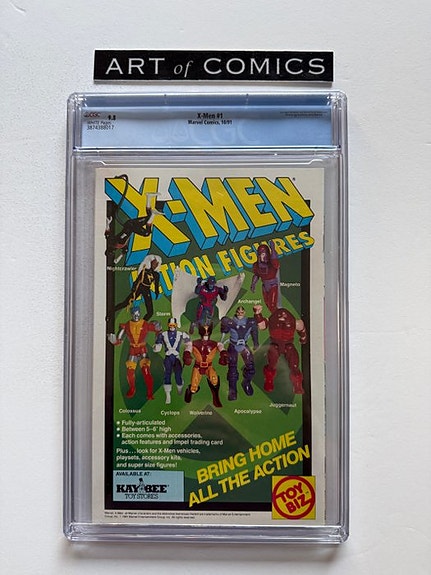 ART of COMICS
9.8
X-Men #1
WHITE Pages
Marvel Comics, 10/91
3874388017
X-MEN
ACTION FIGURES
Nightcrawler
Storm
Archangel
Magneto
Colossus
Cyclops
Wolverine
Apocalypse
Juggernaut
• Fully-articulated
• Between 5–6" high
• Each comes with accessories,
action features and Impel trading card
Plus... look for X-Men vehicles,
playsets, accessory kits,
and super size figures!
BRING HOME
ALL THE ACTION
AVAILABLE AT:
KAY·BEE
TOY STORES
TOY
BIZ